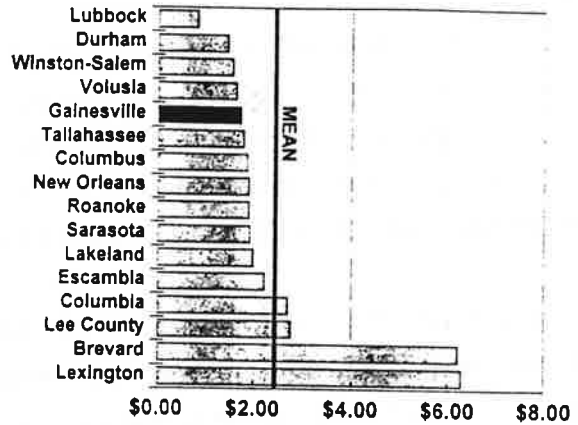 Lubbock
Durham
Winston-Salem
Volusia
Gainesville
MEAN
Tallahassee
Columbus
New Orleans
Roanoke
Sarasota
Lakeland
Escambia
Columbia
Lee County
Brevard
Lexington
$0.00 $2.00 $4.00 $6.00 $8.00